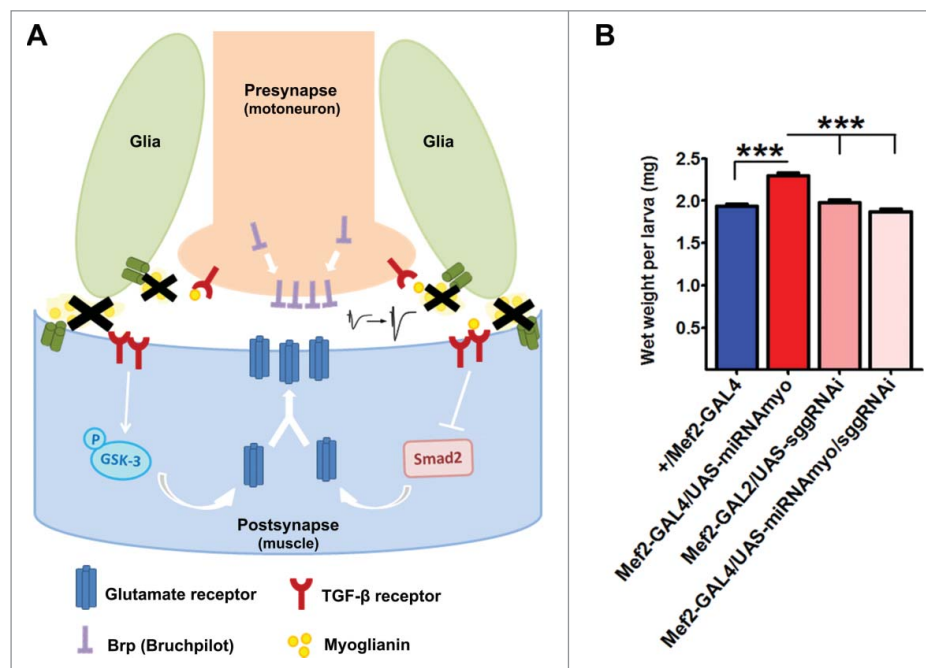 A
Presynapse
(motoneuron)
Glia
Glia
P
GSK-3
Smad2
Postsynapse
(muscle)
Glutamate receptor
TGF-β receptor
Brp (Bruchpilot)
Myoglianin
B
***
***
Wet weight per larva (mg)
2.5
2.0
1.5
1.0
0.5
+/Mef2-GAL4
Mef2-GAL4/UAS-miRNAmyo
Mef2-GAL2/UAS-sggRNAi
Mef2-GAL4/UAS-miRNAmyo/sggRNAi